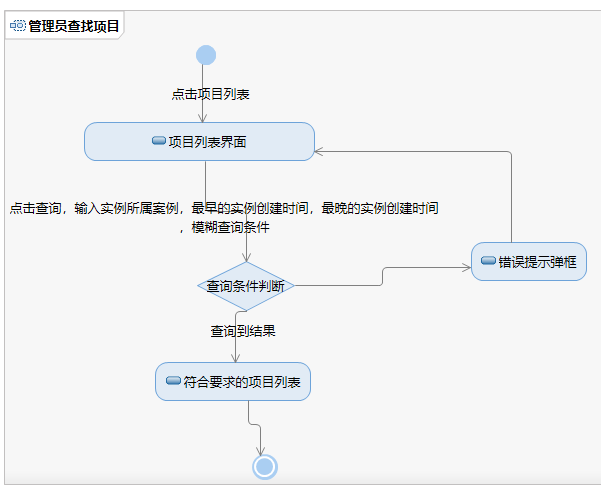 管理员查找项目
点击项目列表
项目列表界面
点击查询，输入实例所属案例，最早的实例创建时间，最晚的实例创建时间
，模糊查询条件
错误提示弹框
查询条件判断
查询到结果
符合要求的项目列表